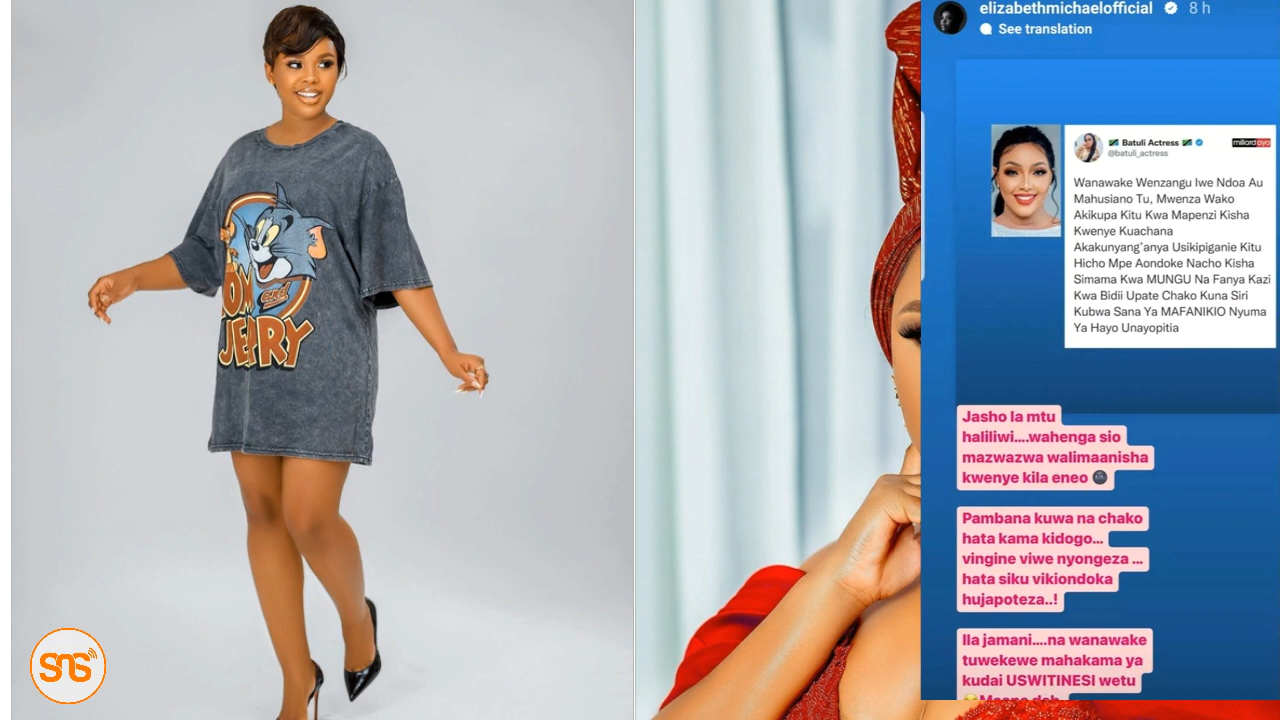 elizabethmichaelofficial 8 h
See translation
Batuli Actress
millardayo
@batuli_actress
Wanawake Wenzangu Iwe Ndoa Au
Mahusiano Tu, Mwenza Wako
Akikupa Kitu Kwa Mapenzi Kisha
Kwenye Kuachana
Akakunyang'anya Usikipiganie Kitu
Hicho Mpe Aondoke Nacho Kisha
Simama Kwa MUNGU Na Fanya Kazi
Kwa Bidii Upate Chako Kuna Siri
Kubwa Sana Ya MAFANIKIO Nyuma
Ya Hayo Unayopitia
Jasho la mtu
haliliwi....wahenga sio
mazwazwa walimaanisha
kwenye kila eneo
Pambana kuwa na chako
hata kama kidogo...
vingine viwe nyongeza ...
hata siku vikiondoka
hujapoteza..!
Ila jamani....na wanawake
tuwekewe mahakama ya
kudai USWITINESI wetu
TOM
and
JERRY
SNS